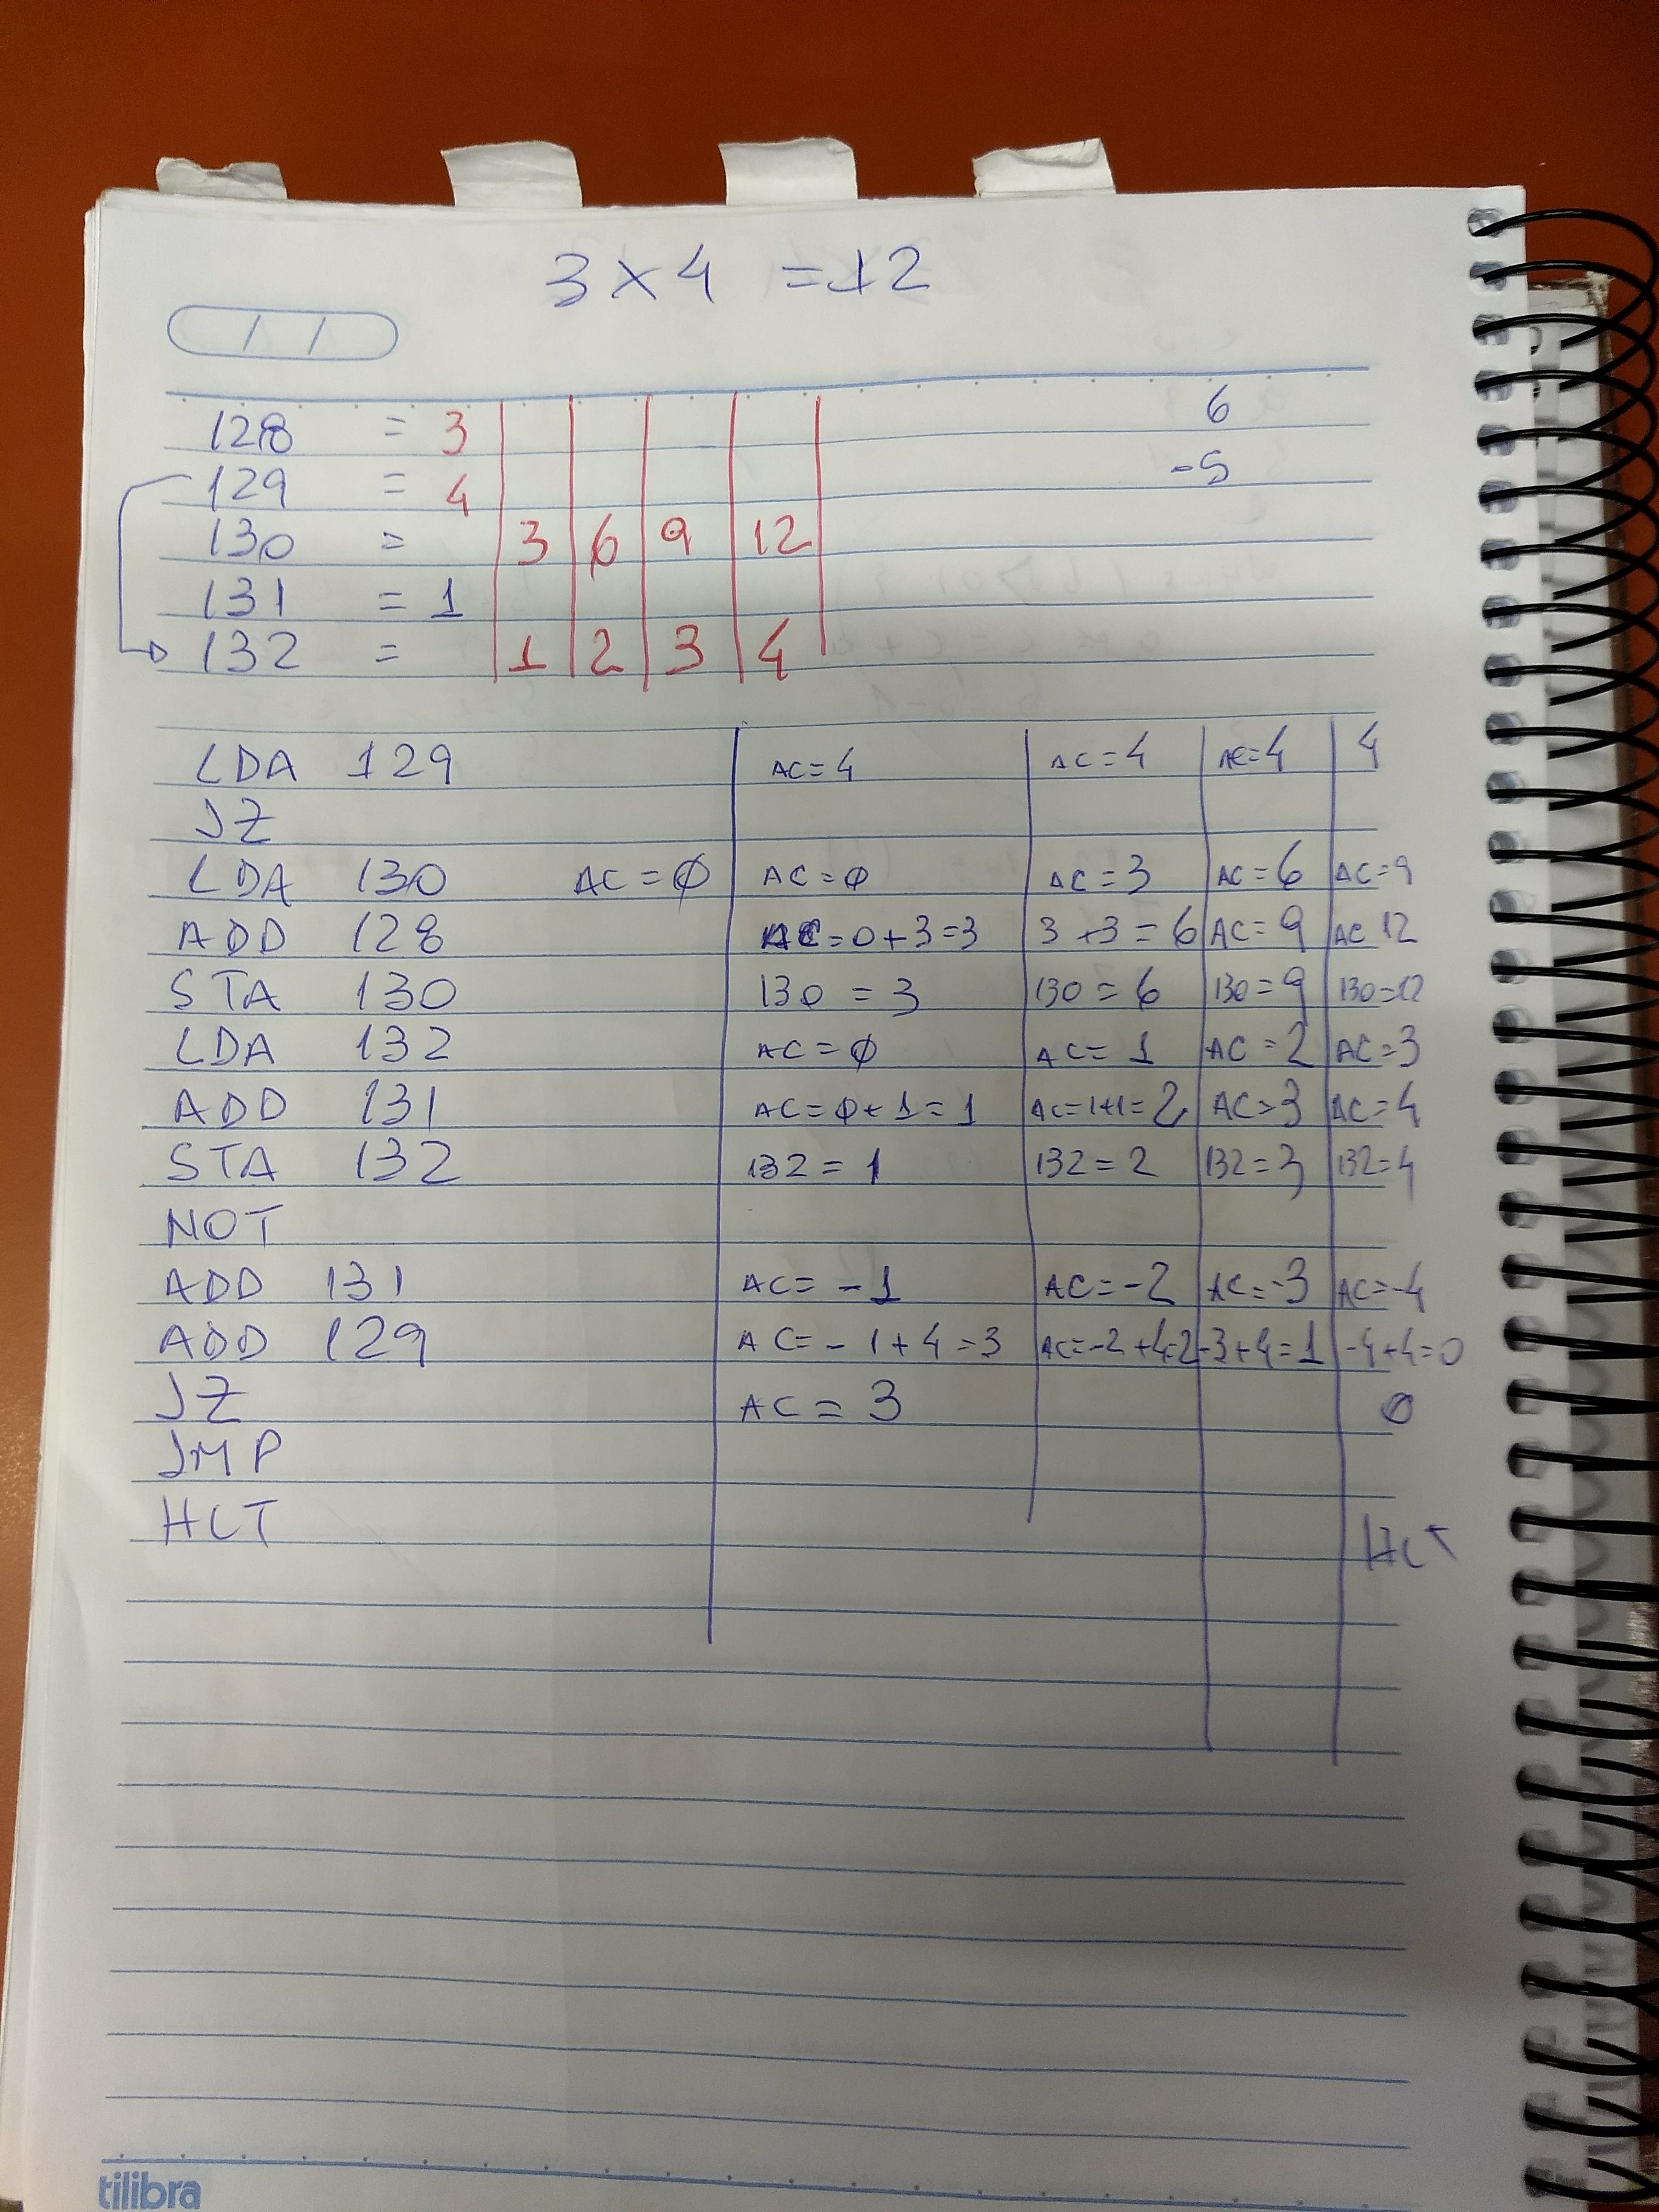 3 x 4 = 12
/ /
128 = 3 6
129 = 4 -5
130 = 3 6 9 12
131 = 1
132 = 1 2 3 4
LDA 129 AC=4 AC=4 AC=4 4
JZ
LDA 130 AC=∅ AC=∅ AC=3 AC=6 AC=9
ADD 128 AC=0+3=3 3+3=6 AC=9 AC 12
STA 130 130=3 130=6 130=9 130=12
LDA 132 AC=∅ AC=1 AC=2 AC=3
ADD 131 AC=∅+1=1 AC=1+1=2 AC=3 AC=4
STA 132 132=1 132=2 132=3 132=4
NOT
ADD 131 AC=-1 AC=-2 AC=-3 AC=-4
ADD 129 AC=-1+4=3 AC=-2+4=2 -3+4=1 -4+4=0
JZ AC=3 0
JMP
HLT HLT
tilibra